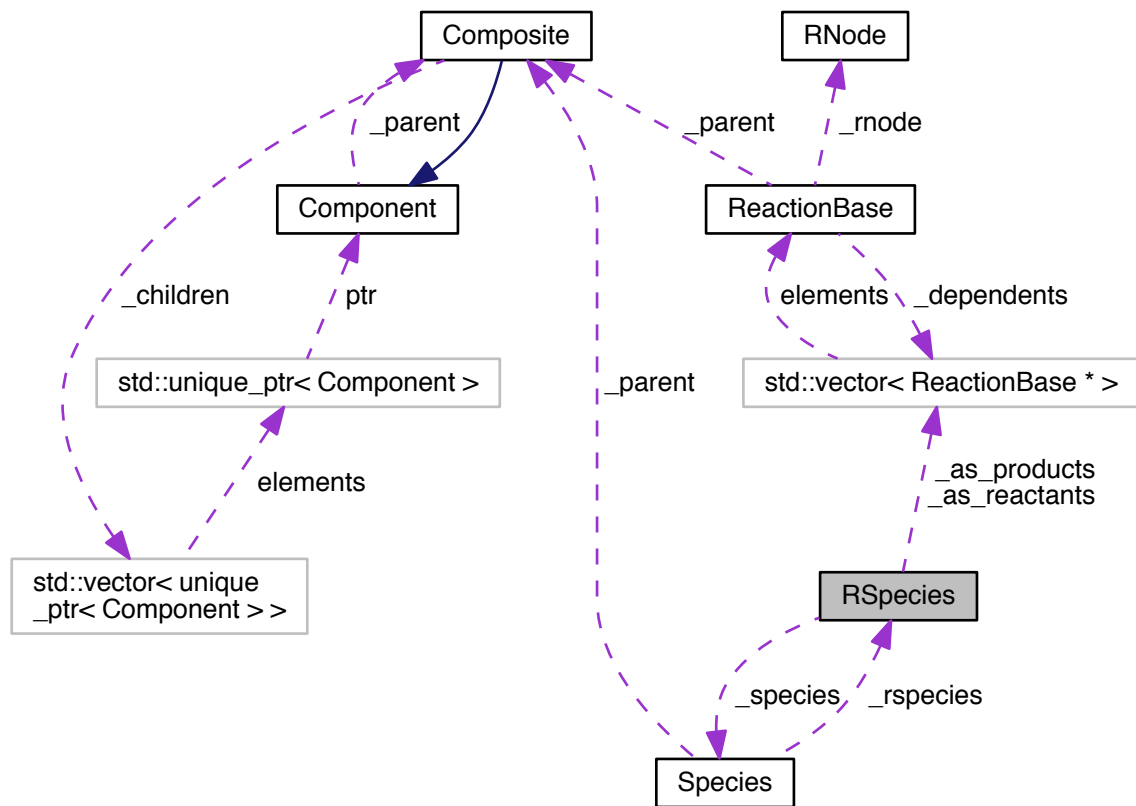 Composite
RNode
_parent
_parent
_rnode
Component
ReactionBase
_children
ptr
elements
_dependents
std::unique_ptr< Component >
_parent
std::vector< ReactionBase * >
elements
_as_products
_as_reactants
std::vector< unique
_ptr< Component > >
RSpecies
_species
_rspecies
Species